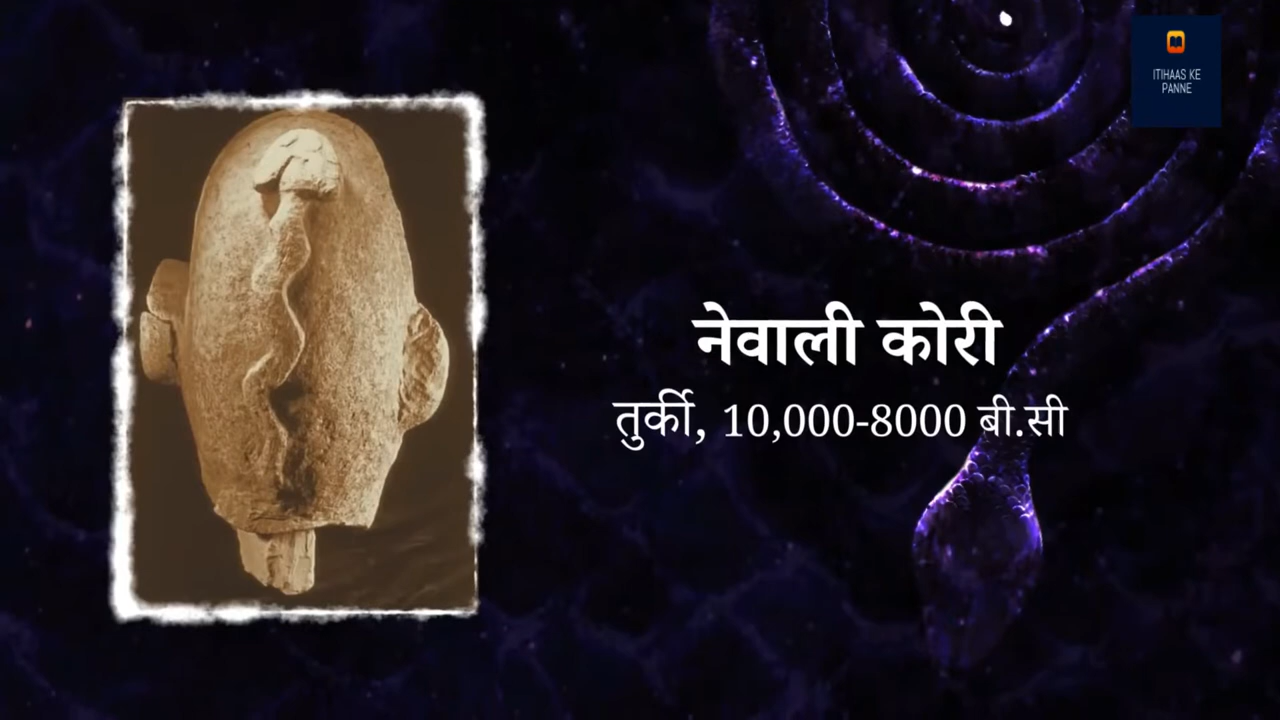 ITIHAAS KE
PANNE
नेवाली कोरी
तुर्की, 10,000-8000 बी.सी